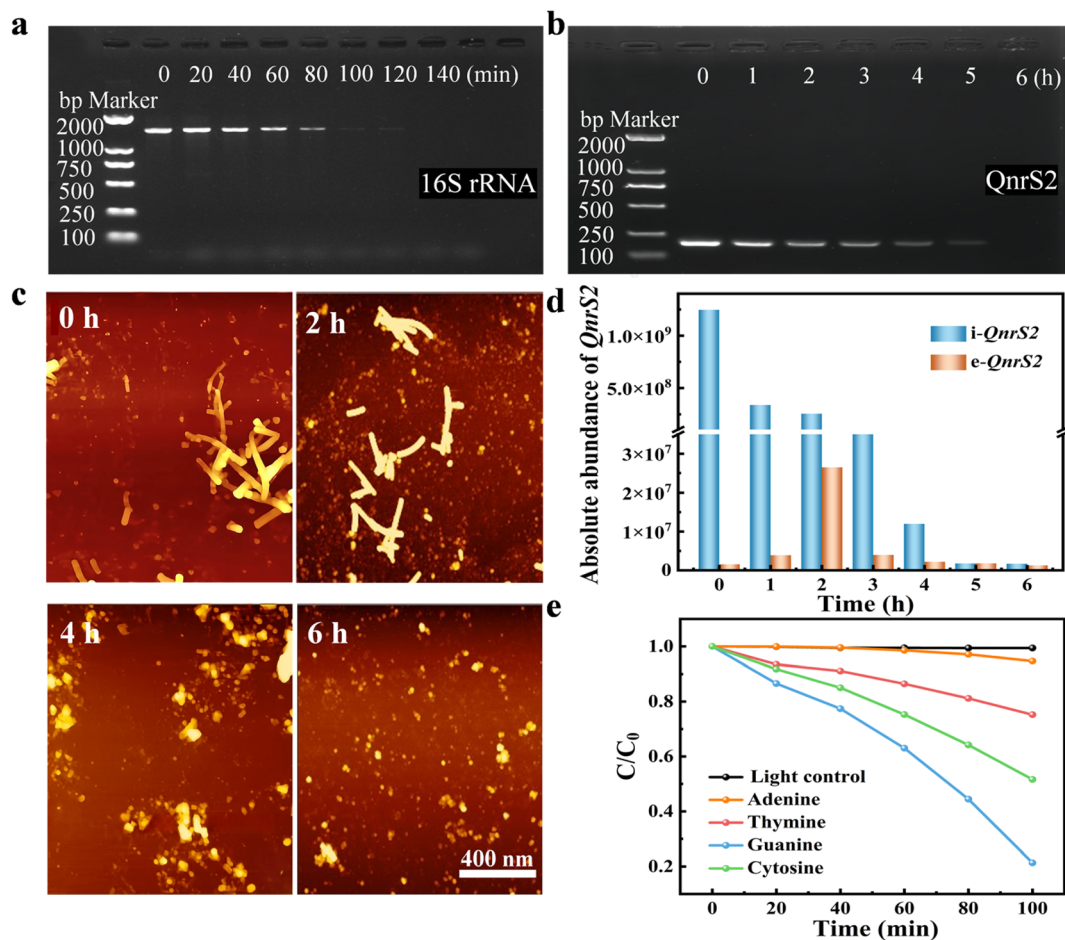 a
0 20 40 60 80 100 120 140 (min)
bp Marker
2000
1000
750
500
250
100
16S rRNA
b
0 1 2 3 4 5 6 (h)
bp Marker
2000
1000
750
500
250
100
QnrS2
c
0 h
2 h
4 h
6 h
400 nm
d
Absolute abundance of QnrS2
1.0×10⁹
5.0×10⁸
3×10⁷
2×10⁷
1×10⁷
0
i-QnrS2
e-QnrS2
0 1 2 3 4 5 6
Time (h)
e
C/C₀
1.0
0.8
0.6
0.4
0.2
Light control
Adenine
Thymine
Guanine
Cytosine
0 20 40 60 80 100
Time (min)